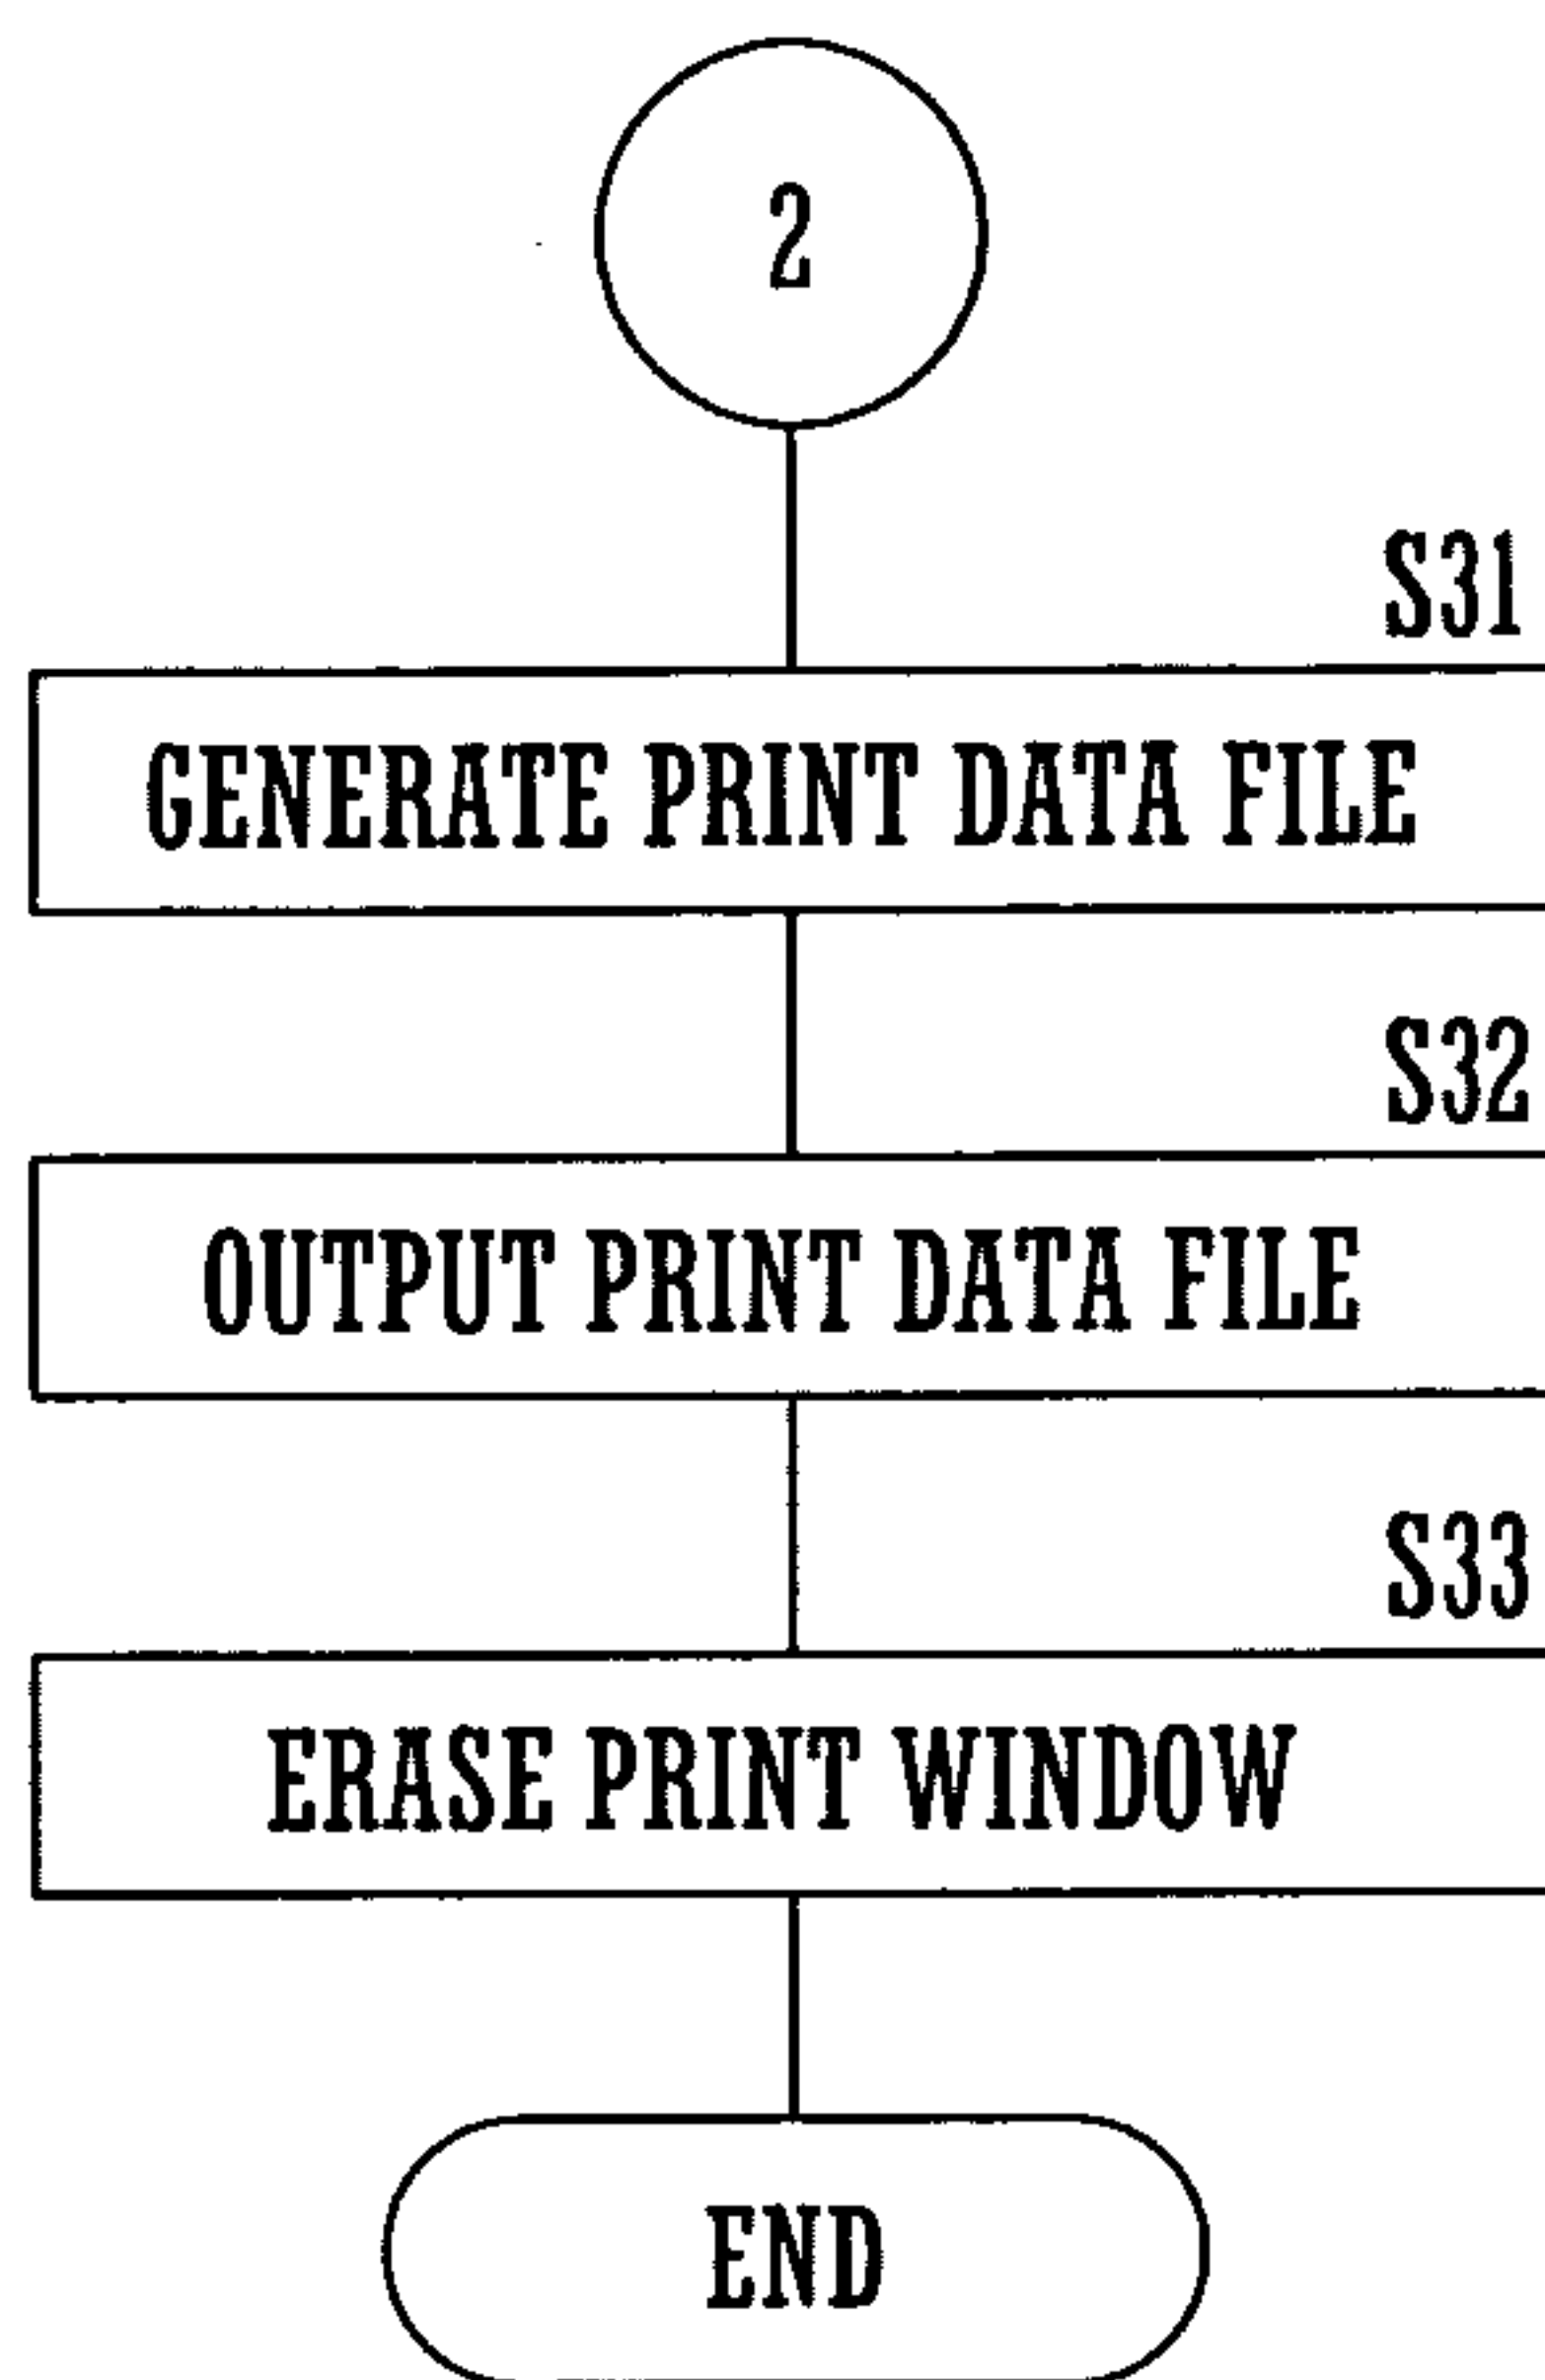 2
S31
GENERATE PRINT DATA FILE
S32
OUTPUT PRINT DATA FILE
S33
ERASE PRINT WINDOW
END